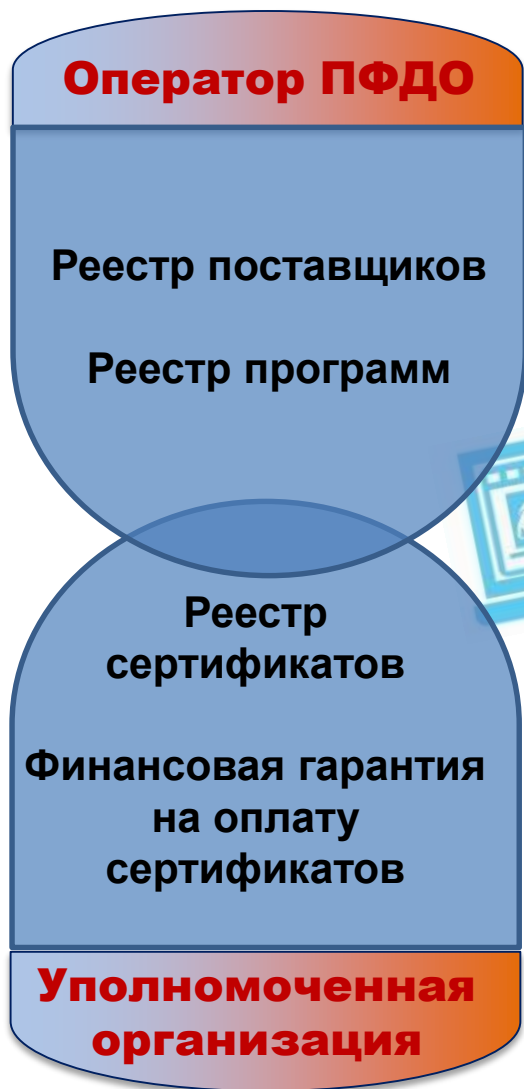 Оператор ПФДО
Реестр поставщиков
Реестр программ
Реестр
сертификатов
Финансовая гарантия
на оплату
сертификатов
Уполномоченная
организация